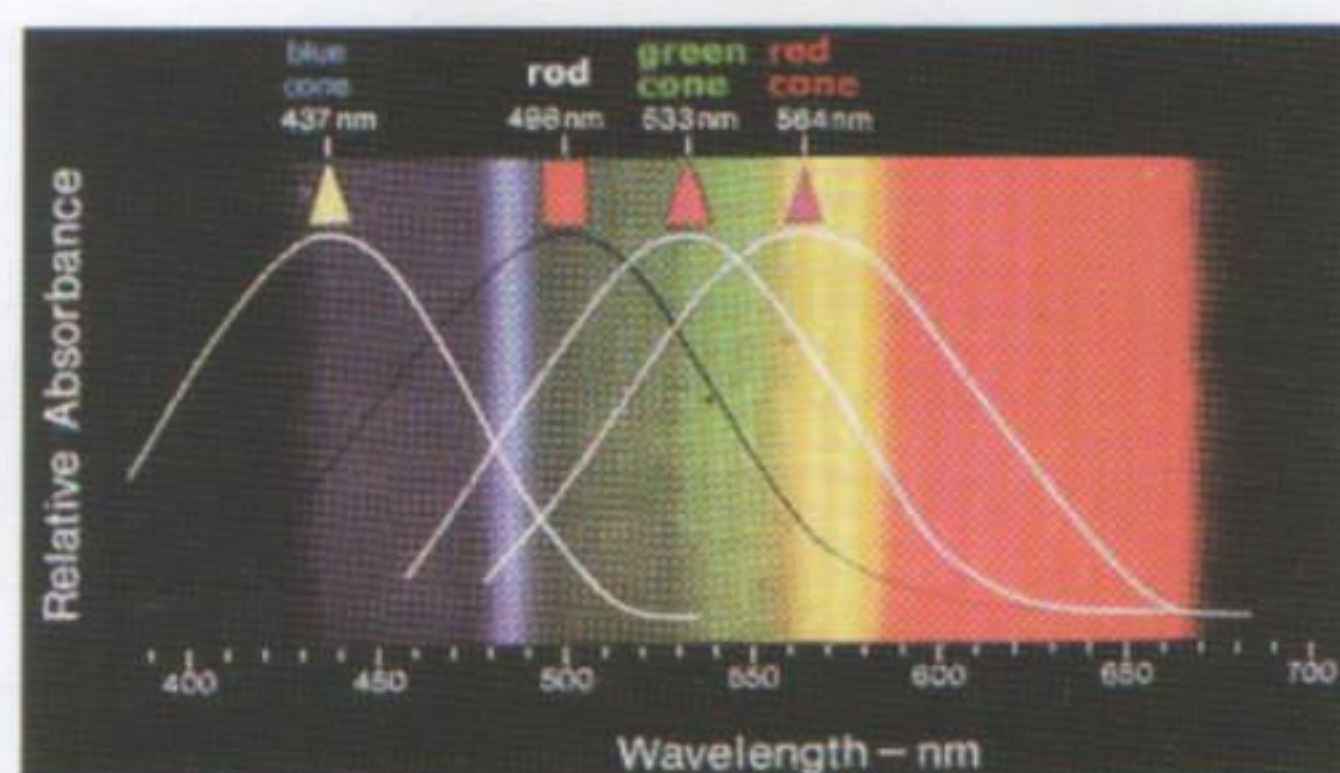 blue
cone
437 nm
rod
498 nm
green
cone
533 nm
red
cone
564 nm
Relative Absorbance
400 450 500 550 600 650 700
Wavelength – nm